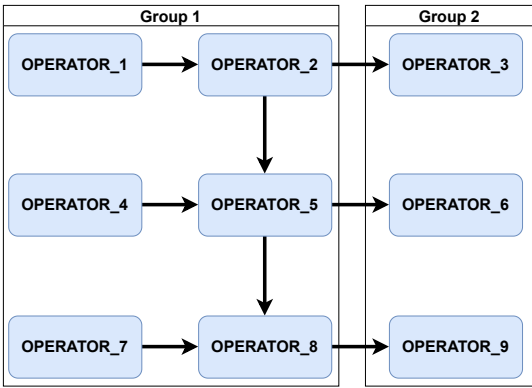 Group 1
Group 2
OPERATOR_1
OPERATOR_2
OPERATOR_3
OPERATOR_4
OPERATOR_5
OPERATOR_6
OPERATOR_7
OPERATOR_8
OPERATOR_9